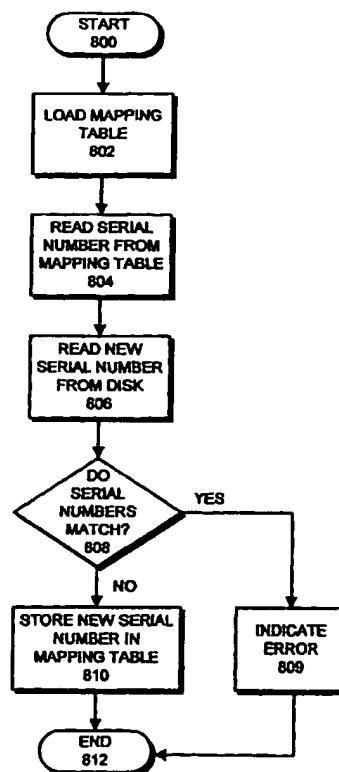 START
800
LOAD MAPPING
TABLE
802
READ SERIAL
NUMBER FROM
MAPPING TABLE
804
READ NEW
SERIAL NUMBER
FROM DISK
806
DO
SERIAL
NUMBERS
MATCH?
808
YES
NO
STORE NEW SERIAL
NUMBER IN
MAPPING TABLE
810
INDICATE
ERROR
809
END
812